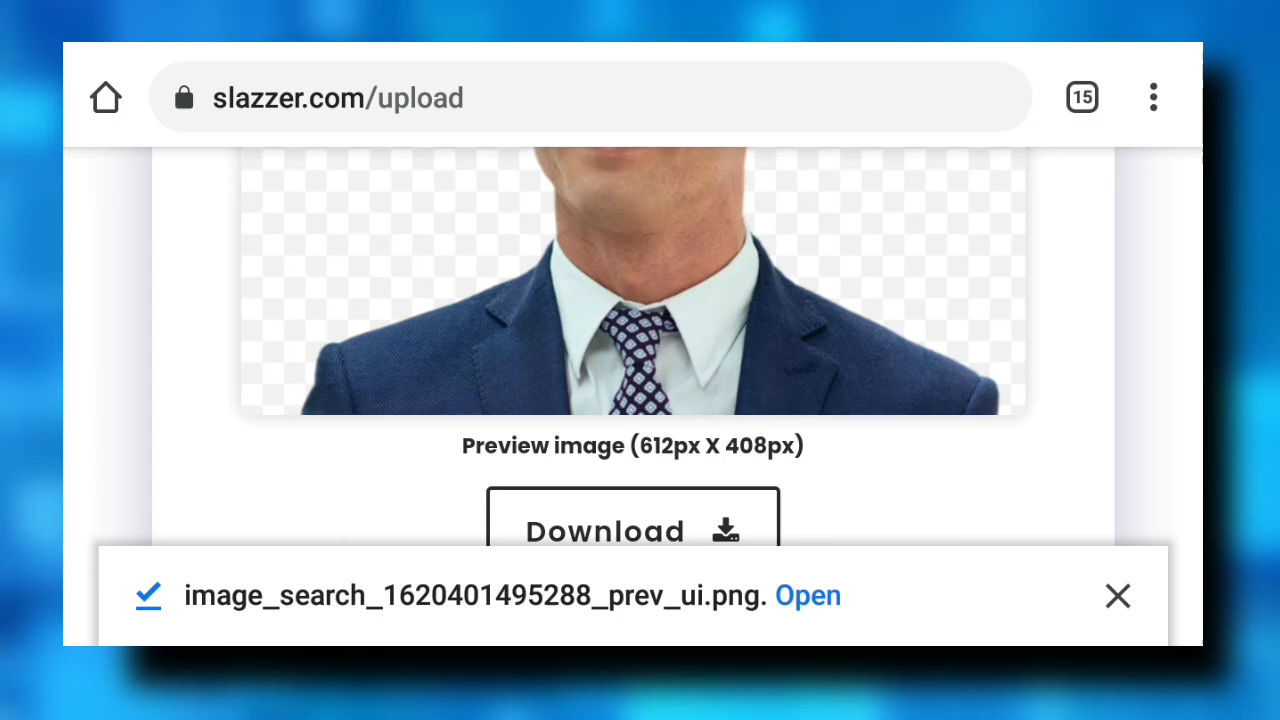 slazzer.com/upload
15
Preview image (612px X 408px)
Download
image_search_1620401495288_prev_ui.png. Open